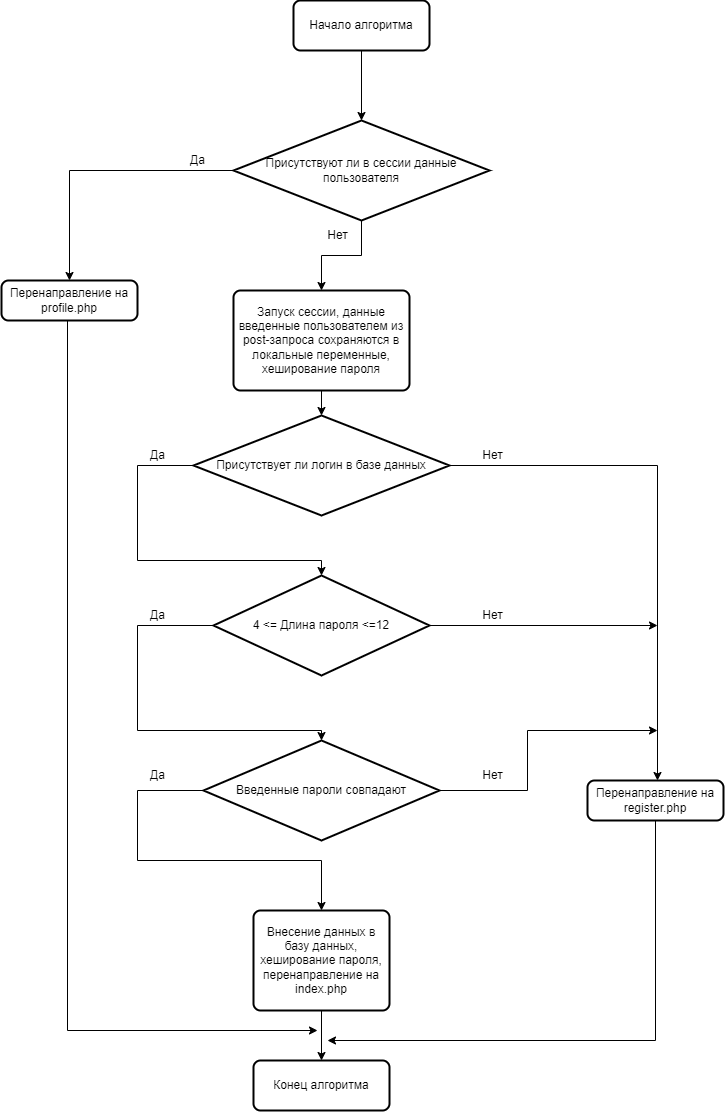 Начало алгоритма
Присутствуют ли в сессии данные
пользователя
Да
Нет
Перенаправление на
profile.php
Запуск сессии, данные
введенные пользователем из
post-запроса сохраняются в
локальные переменные,
хеширование пароля
Да
Присутствует ли логин в базе данных
Нет
Да
4 <= Длина пароля <=12
Нет
Да
Введенные пароли совпадают
Нет
Перенаправление на
register.php
Внесение данных в
базу данных,
хеширование пароля,
перенаправление на
index.php
Конец алгоритма